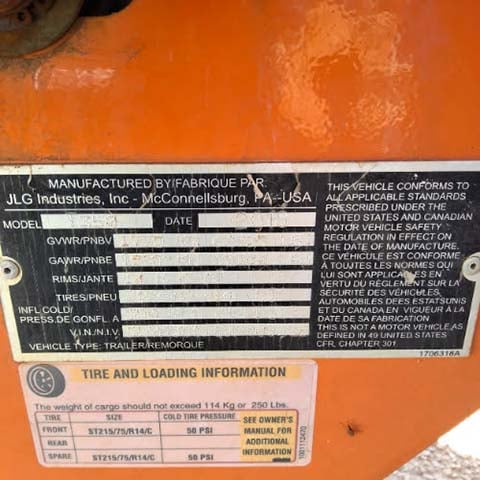 MANUFACTURED BY/FABRIQUE PAR
JLG Industries, Inc - McConnellsburg, PA - USA
MODEL DATE
GVWR/PNBV
GAWR/PNBE
RIMS/JANTE
TIRES/PNEU
INFL COLD/
PRESS.DE GONFL. A
V.I.N./N.I.V.
VEHICLE TYPE: TRAILER/REMORQUE
THIS VEHICLE CONFORMS TO
ALL APPLICABLE STANDARDS
PRESCRIBED UNDER THE
UNITED STATES AND CANADIAN
MOTOR VEHICLE SAFETY
REGULATION IN EFFECT ON
THE DATE OF MANUFACTURE.
CE VÉHICULE EST CONFORME
À TOUTES LES NORMES QUI
LUI SONT APPLICABLES EN
VERTU DU RÈGLEMENT SUR LA
SÉCURITÉ DES VÉHICULES,
AUTOMOBILES DES ÉTATSUNIS
ET DU CANADA EN VIGUEUR À LA
DATE DE SA FABRICATION
THIS IS NOT A MOTOR VEHICLE, AS
DEFINED IN 49 UNITED STATES
CFR, CHAPTER 301
1706316A
TIRE AND LOADING INFORMATION
The weight of cargo should not exceed 114 Kg or 250 Lbs.
TIRE SIZE COLD TIRE PRESSURE
FRONT ST215/75/R14/C 50 PSI
REAR
SPARE ST215/75/R14/C 50 PSI
SEE OWNER'S
MANUAL FOR
ADDITIONAL
INFORMATION
1001112470